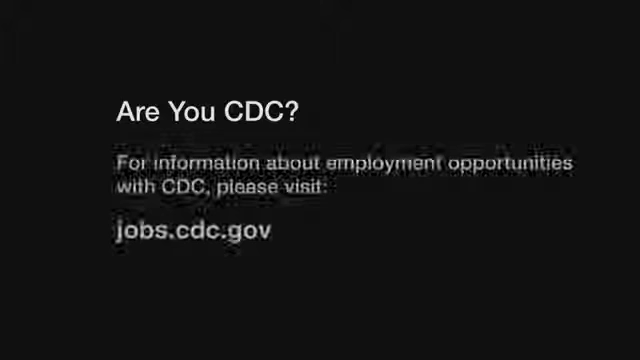 Are You CDC?
For information about employment opportunities
with CDC, please visit:
jobs.cdc.gov